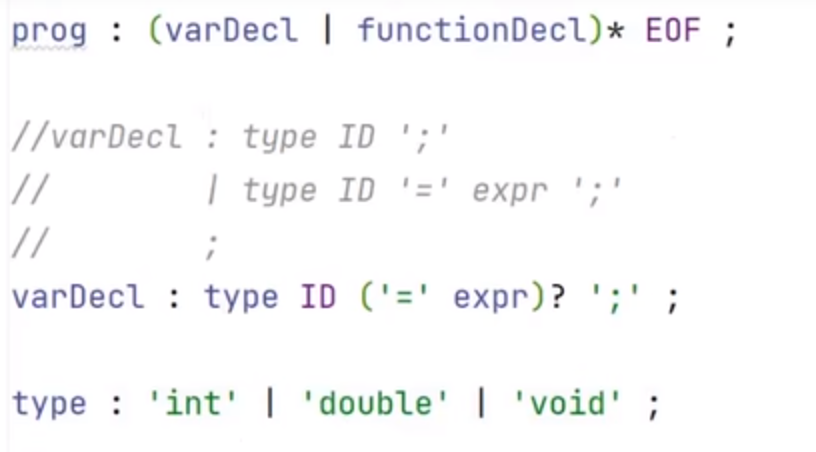 prog : (varDecl | functionDecl)* EOF ;
//varDecl : type ID ';'
//        | type ID '=' expr ';'
//        ;
varDecl : type ID ('=' expr)? ';' ;
type : 'int' | 'double' | 'void' ;